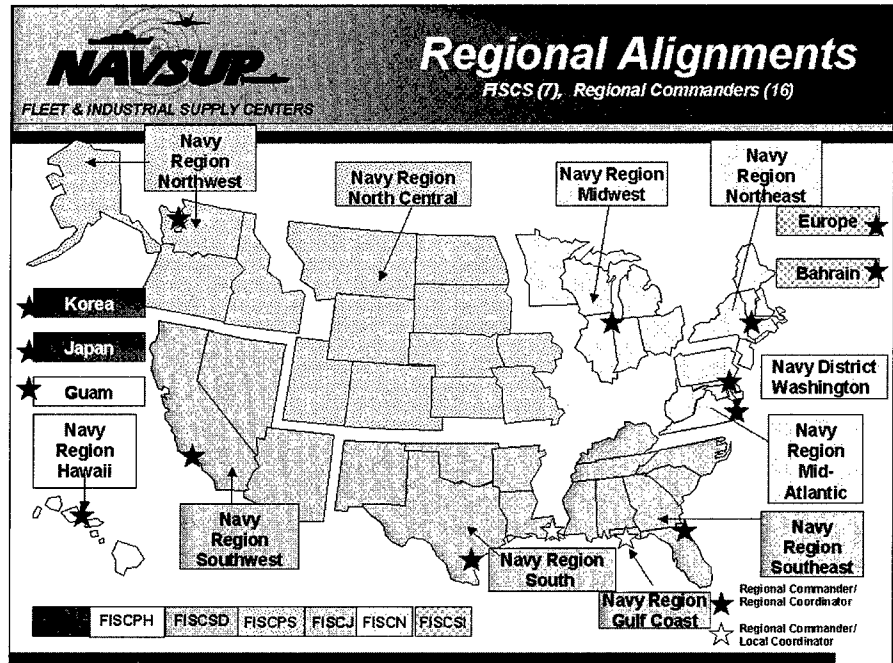 NAVSUP
FLEET & INDUSTRIAL SUPPLY CENTERS
Regional Alignments
FISCS (7), Regional Commanders (16)
Navy
Region
Northwest
Navy Region
North Central
Navy Region
Midwest
Navy
Region
Northeast
Europe
Bahrain
Korea
Japan
Guam
Navy District
Washington
Navy
Region
Hawaii
Navy
Region
Mid-
Atlantic
Navy
Region
Southwest
Navy Region
South
Navy
Region
Southeast
Navy Region
Gulf Coast
Regional Commander/
Regional Coordinator
Regional Commander/
Local Coordinator
FISCPH
FISCSD
FISCPS
FISCJ
FISCN
FISCSI